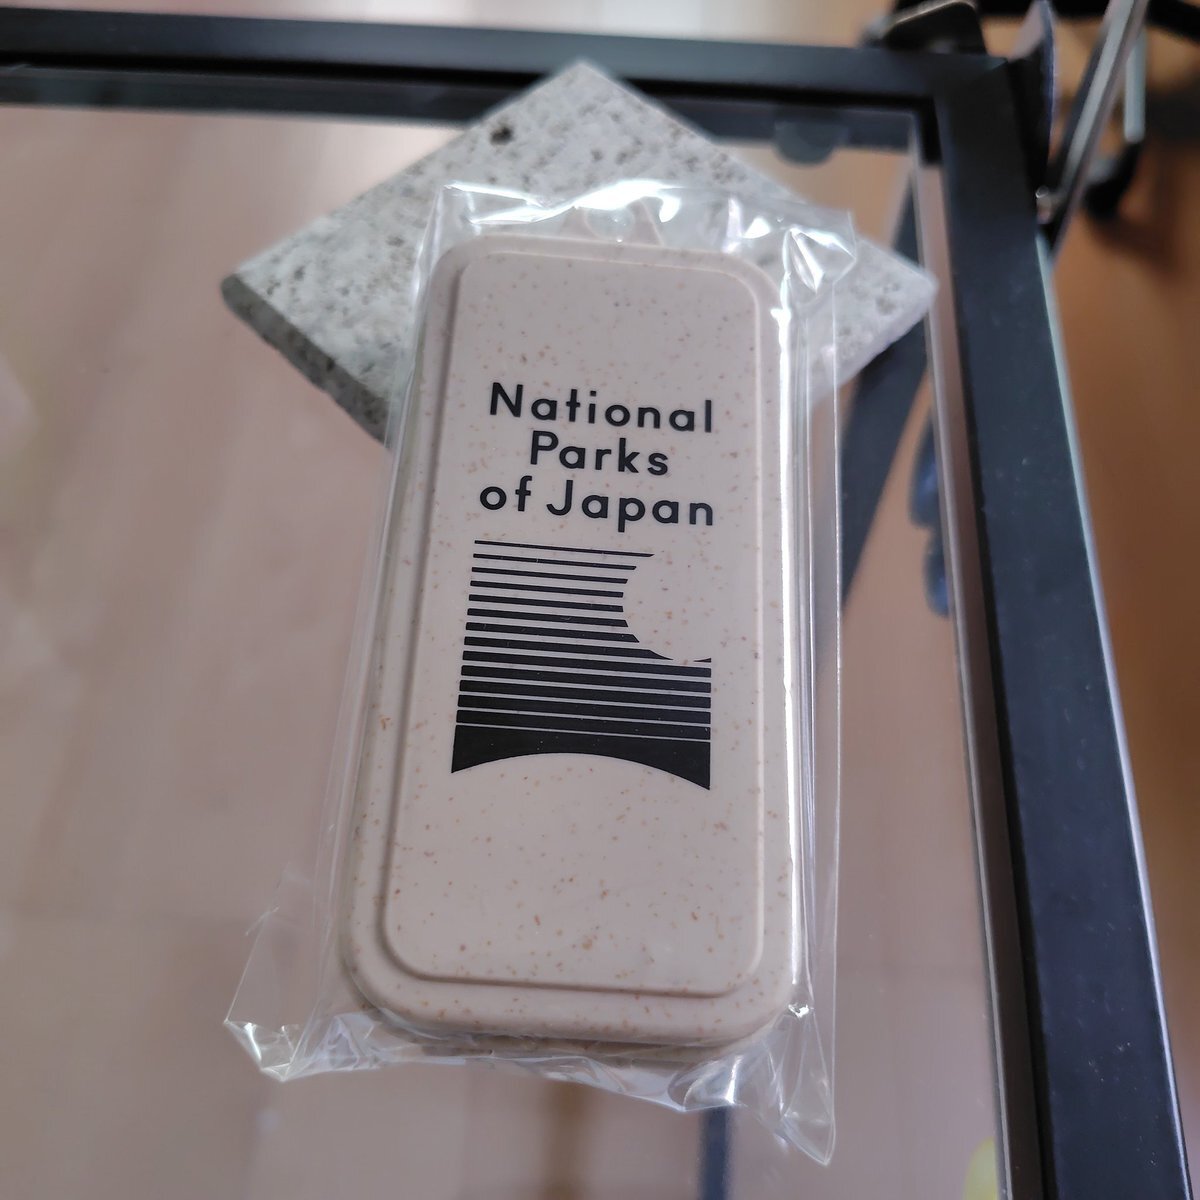 National
Parks
of Japan